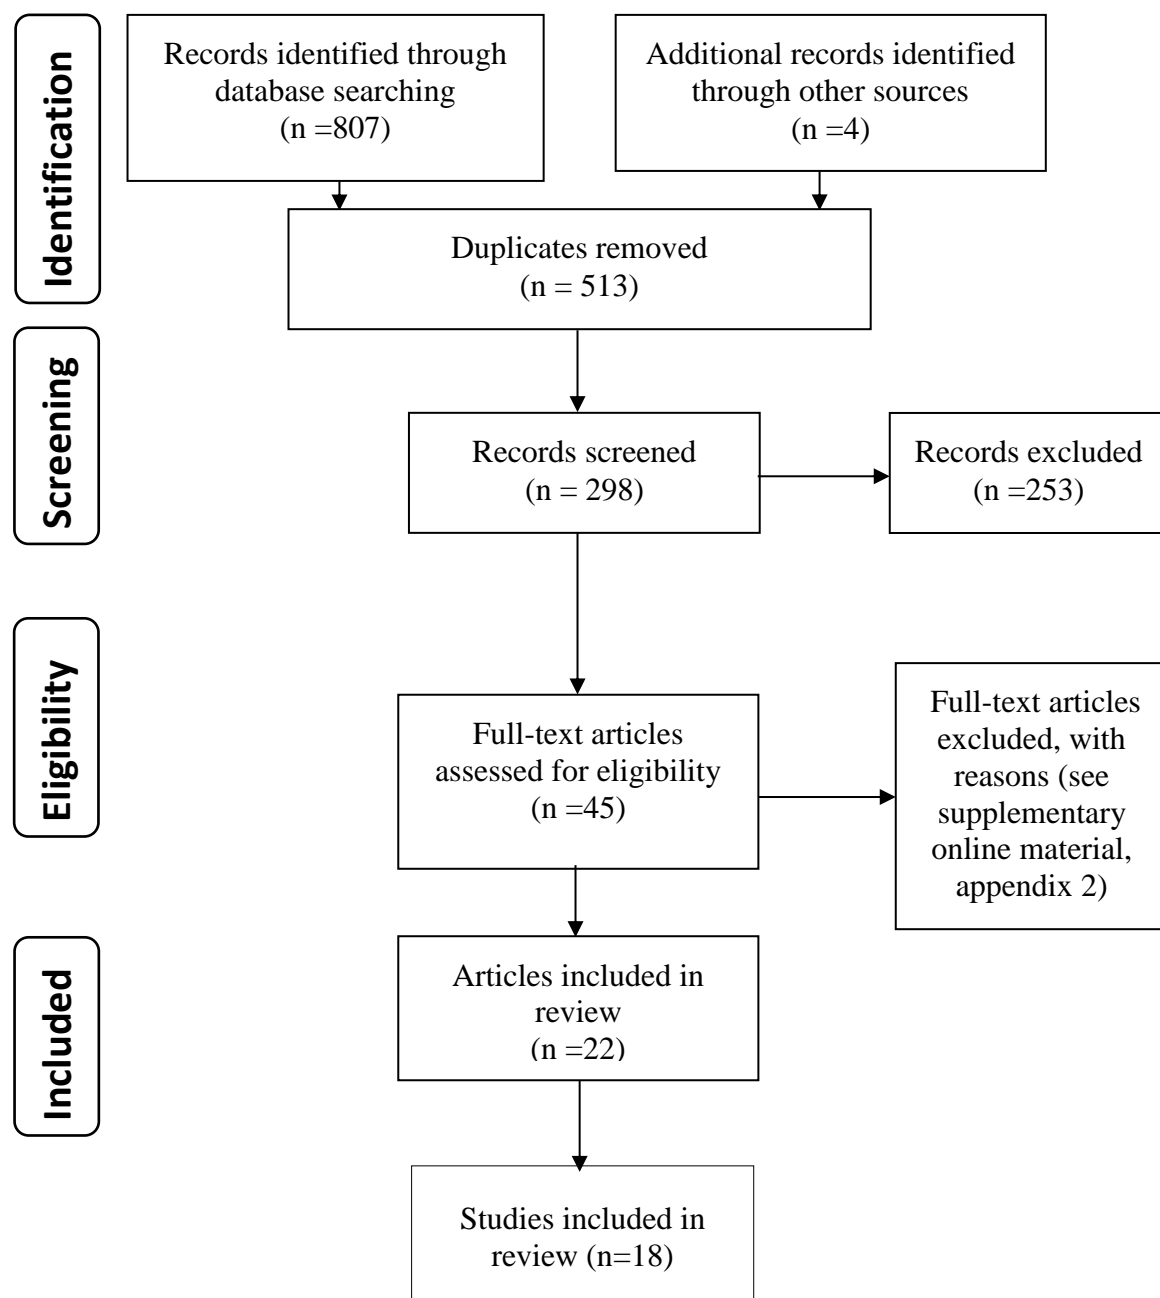 Identification
Records identified through
database searching
(n =807)
Additional records identified
through other sources
(n =4)
Duplicates removed
(n = 513)
Screening
Records screened
(n = 298)
Records excluded
(n =253)
Eligibility
Full-text articles
assessed for eligibility
(n =45)
Full-text articles
excluded, with
reasons (see
supplementary
online material,
appendix 2)
Included
Articles included in
review
(n =22)
Studies included in
review (n=18)